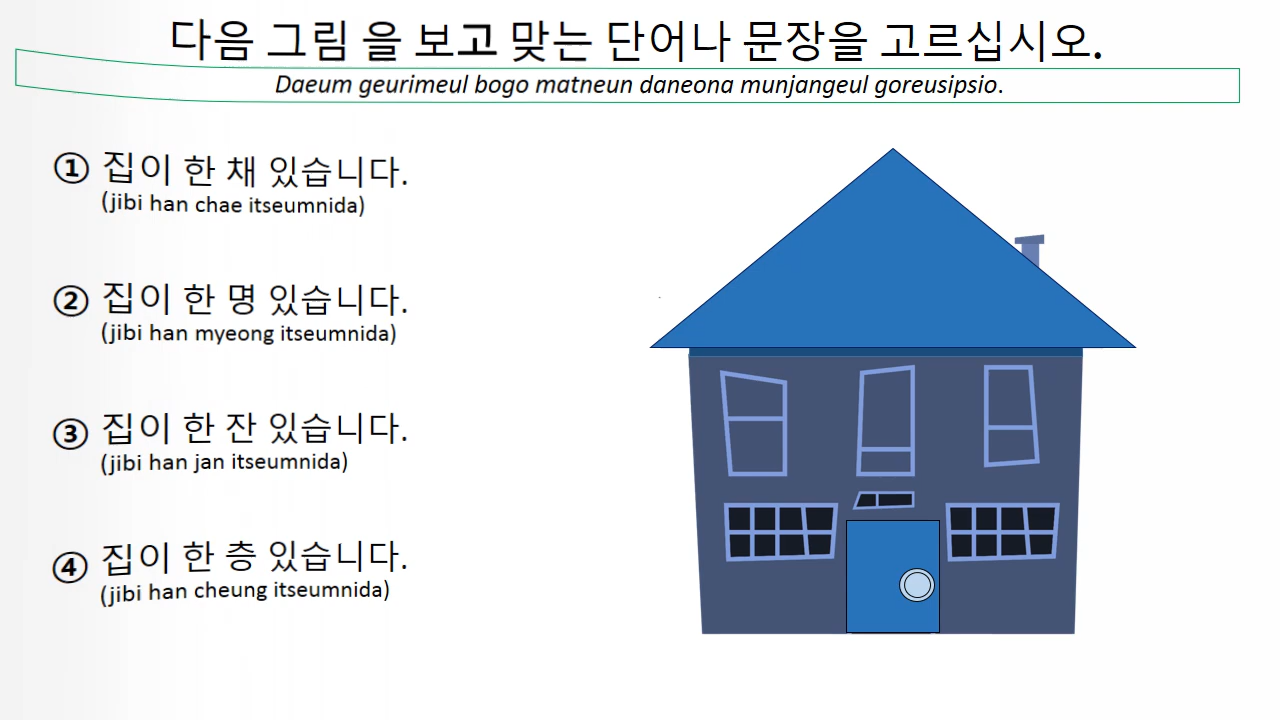 다음 그림 을 보고 맞는 단어나 문장을 고르십시오.
Daeum geurimeul bogo matneun daneona munjangeul goreusipsio.
① 집이 한 채 있습니다.
(jibi han chae itseumnida)
② 집이 한 명 있습니다.
(jibi han myeong itseumnida)
③ 집이 한 잔 있습니다.
(jibi han jan itseumnida)
④ 집이 한 층 있습니다.
(jibi han cheung itseumnida)